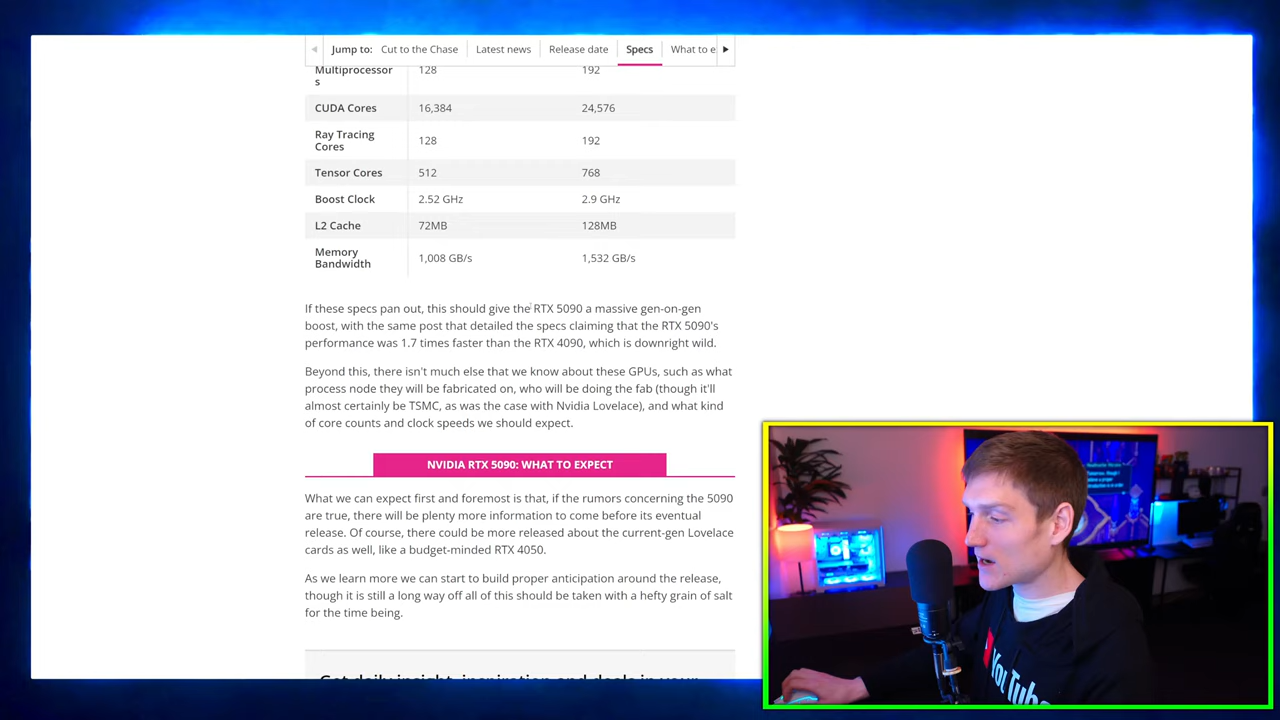 Jump to: Cut to the Chase Latest news Release date Specs What to e
Multiprocessor
s 128 192
CUDA Cores 16,384 24,576
Ray Tracing
Cores 128 192
Tensor Cores 512 768
Boost Clock 2.52 GHz 2.9 GHz
L2 Cache 72MB 128MB
Memory
Bandwidth 1,008 GB/s 1,532 GB/s
If these specs pan out, this should give the RTX 5090 a massive gen-on-gen
boost, with the same post that detailed the specs claiming that the RTX 5090's
performance was 1.7 times faster than the RTX 4090, which is downright wild.
Beyond this, there isn't much else that we know about these GPUs, such as what
process node they will be fabricated on, who will be doing the fab (though it'll
almost certainly be TSMC, as was the case with Nvidia Lovelace), and what kind
of core counts and clock speeds we should expect.
NVIDIA RTX 5090: WHAT TO EXPECT
What we can expect first and foremost is that, if the rumors concerning the 5090
are true, there will be plenty more information to come before its eventual
release. Of course, there could be more released about the current-gen Lovelace
cards as well, like a budget-minded RTX 4050.
As we learn more we can start to build proper anticipation around the release,
though it is still a long way off all of this should be taken with a hefty grain of salt
for the time being.
Get daily insight, inspiration and deals in your
YouTube